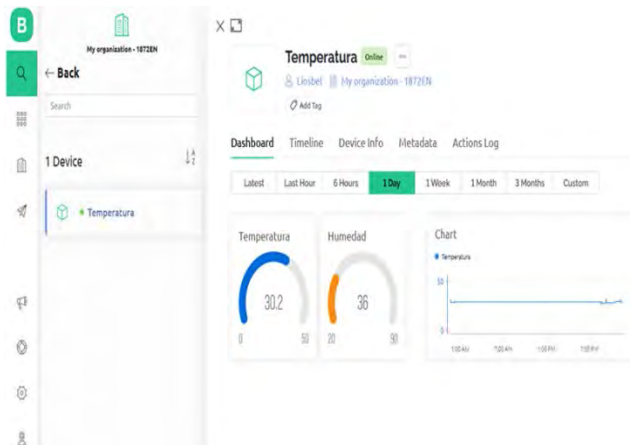 B
My organization - 1872EN
← Back
Search
1 Device
Temperatura
Temperatura Online
Liosbel My organization - 1872EN
Add Tag
Dashboard Timeline Device Info Metadata Actions Log
Latest Last Hour 6 Hours 1 Day 1 Week 1 Month 3 Months Custom
Temperatura
30.2
0 50
Humedad
36
20 90
Chart
Temperatura
50
0